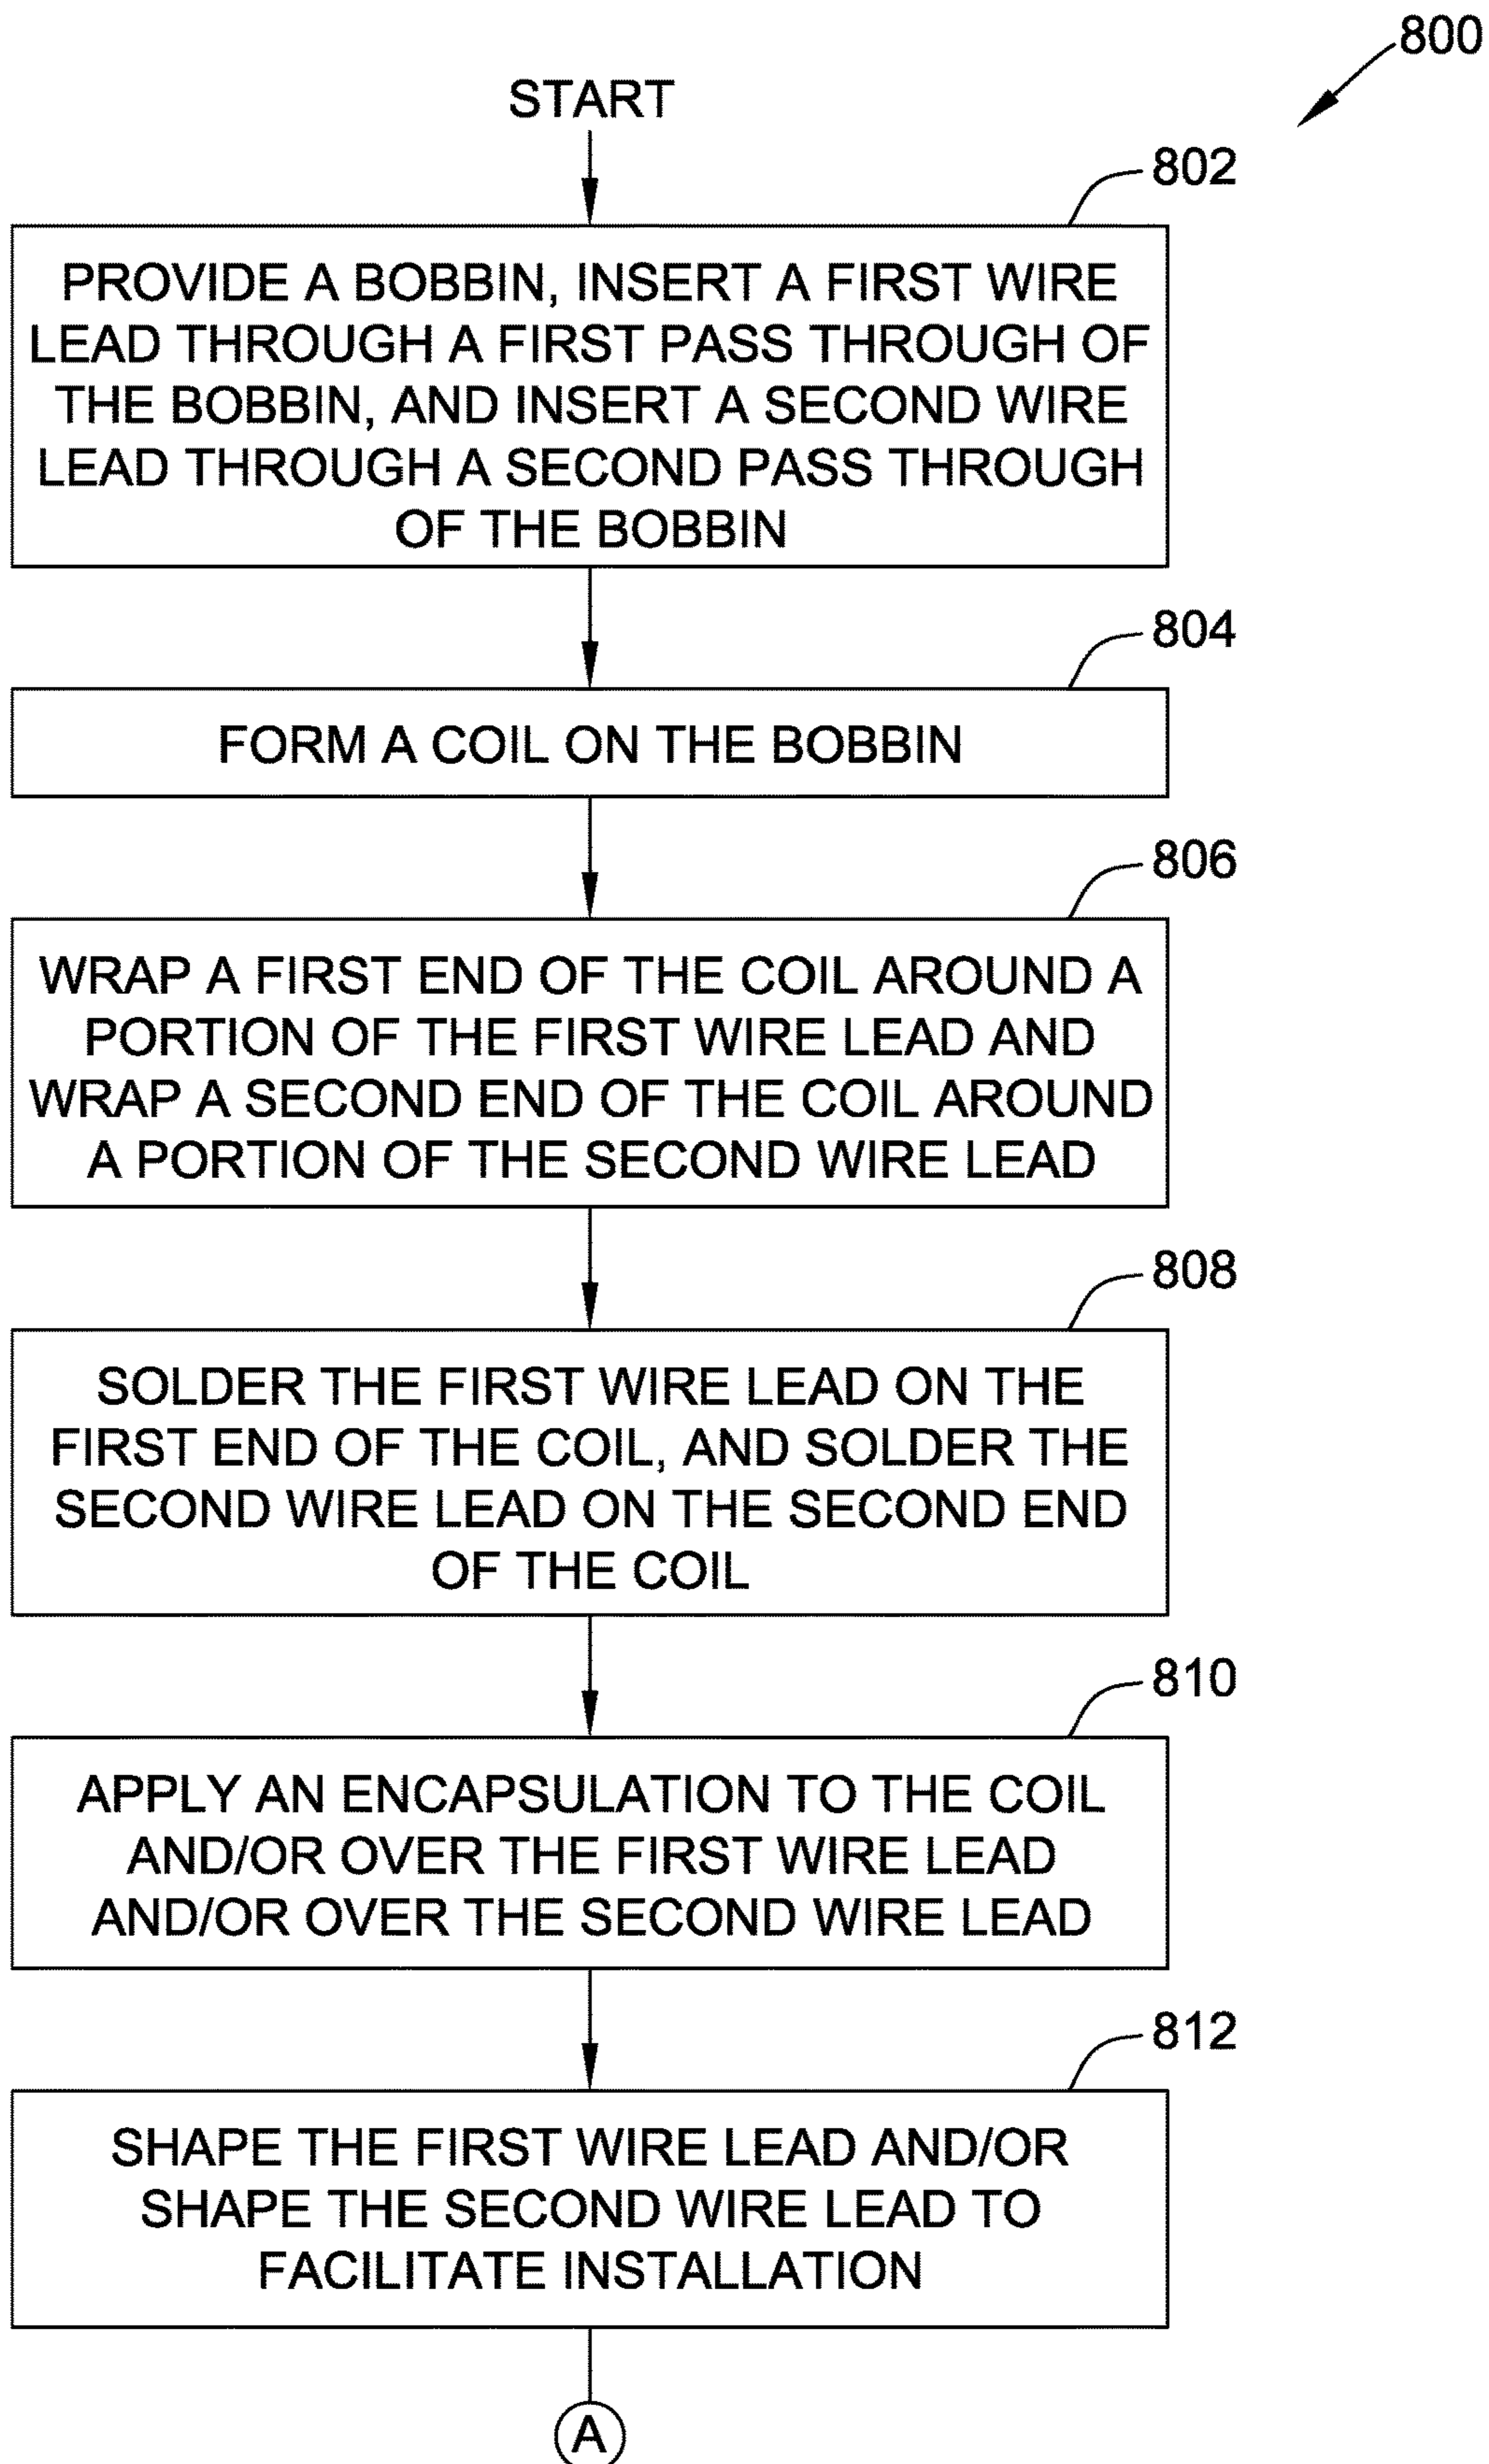 800
START
802
PROVIDE A BOBBIN, INSERT A FIRST WIRE
LEAD THROUGH A FIRST PASS THROUGH OF
THE BOBBIN, AND INSERT A SECOND WIRE
LEAD THROUGH A SECOND PASS THROUGH
OF THE BOBBIN
804
FORM A COIL ON THE BOBBIN
806
WRAP A FIRST END OF THE COIL AROUND A
PORTION OF THE FIRST WIRE LEAD AND
WRAP A SECOND END OF THE COIL AROUND
A PORTION OF THE SECOND WIRE LEAD
808
SOLDER THE FIRST WIRE LEAD ON THE
FIRST END OF THE COIL, AND SOLDER THE
SECOND WIRE LEAD ON THE SECOND END
OF THE COIL
810
APPLY AN ENCAPSULATION TO THE COIL
AND/OR OVER THE FIRST WIRE LEAD
AND/OR OVER THE SECOND WIRE LEAD
812
SHAPE THE FIRST WIRE LEAD AND/OR
SHAPE THE SECOND WIRE LEAD TO
FACILITATE INSTALLATION
A